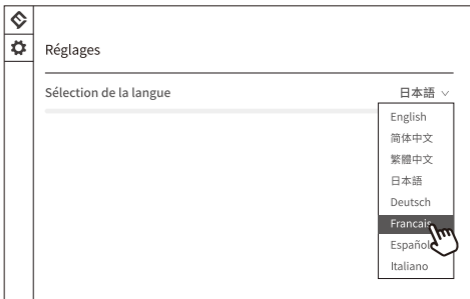 Réglages
Sélection de la langue
日本語
English
简体中文
繁體中文
日本語
Deutsch
Francais
Español
Italiano